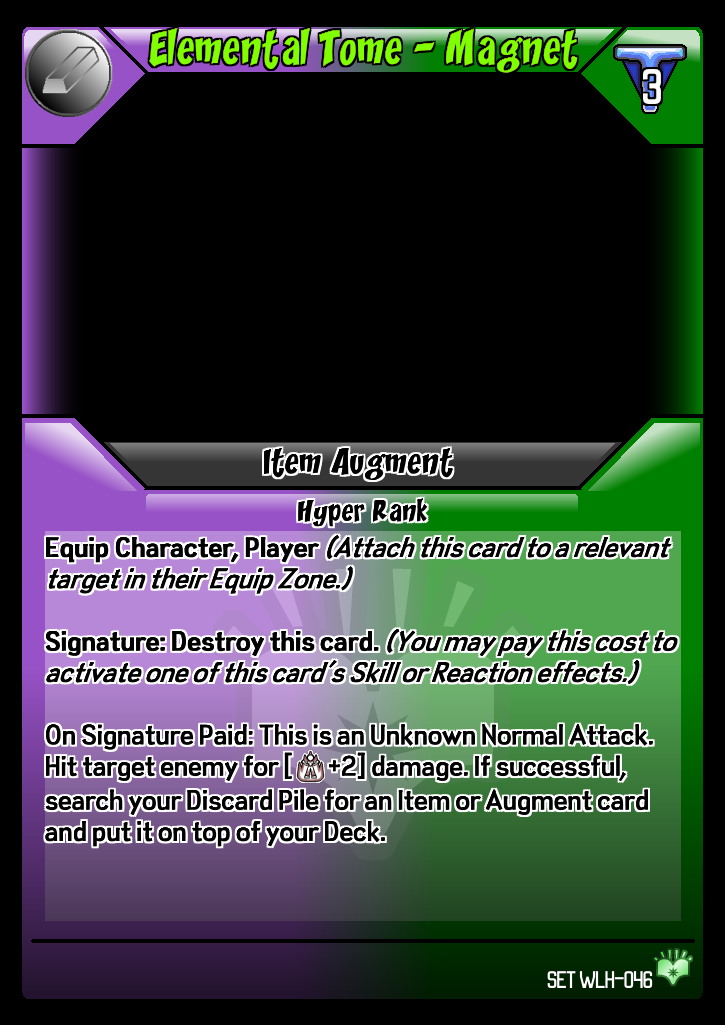 Elemental Tome - Magnet
3
Item Augment
Hyper Rank
Equip Character, Player (Attach this card to a relevant
target in their Equip Zone.)
Signature: Destroy this card. (You may pay this cost to
activate one of this card's Skill or Reaction effects.)
On Signature Paid: This is an Unknown Normal Attack.
Hit target enemy for [ +2] damage. If successful,
search your Discard Pile for an Item or Augment card
and put it on top of your Deck.
SET WLH-046